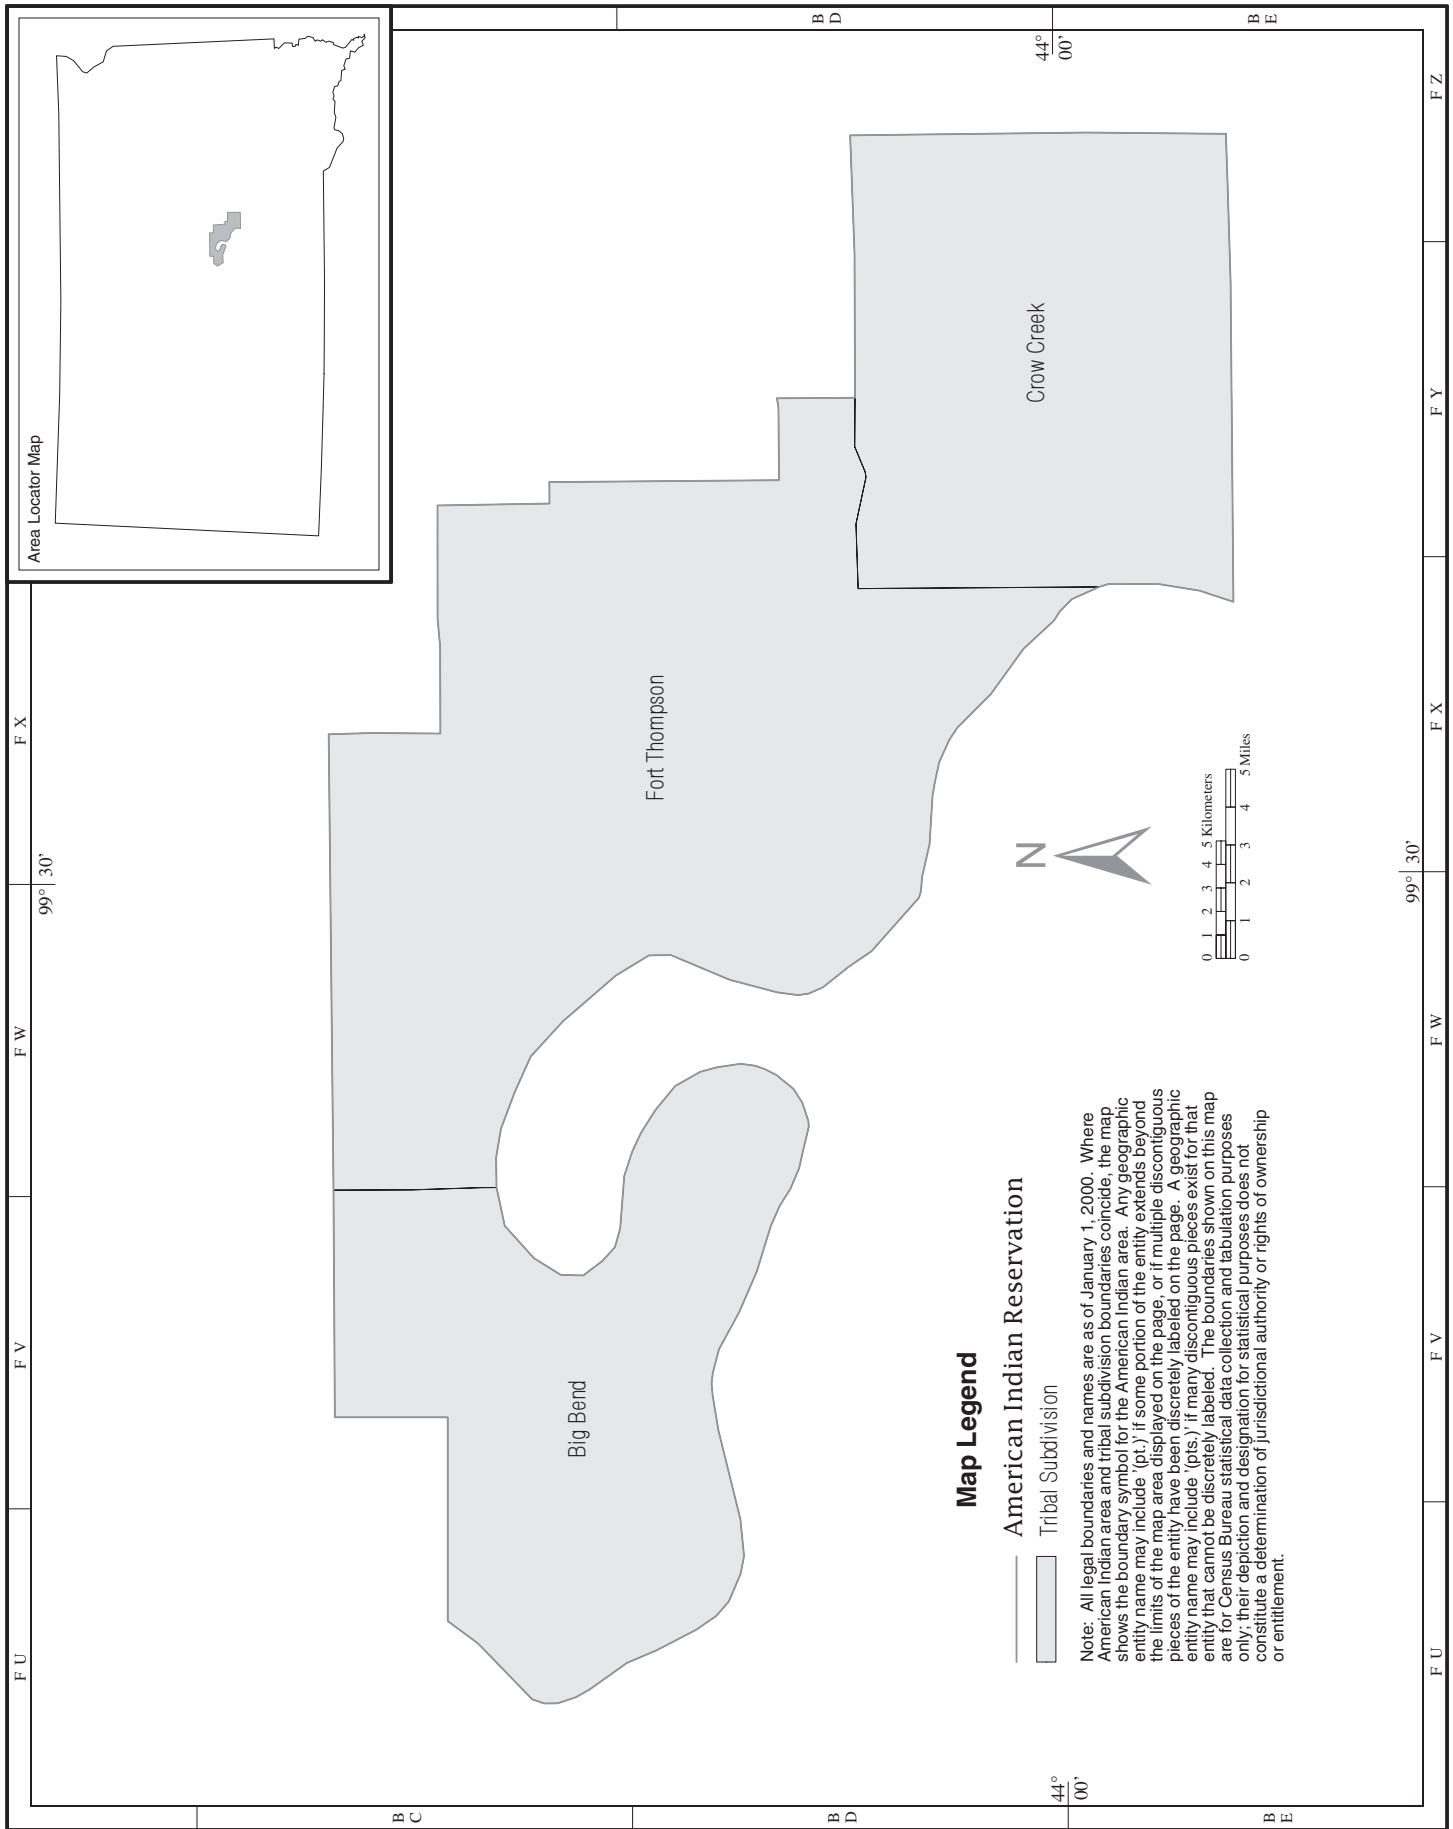 Area Locator Map
F U
F V
F W
99° 30'
F X
B
C
B
D
44°
00'
B
E
B
D
44°
00'
B
E
Big Bend
Fort Thompson
Crow Creek
N
0 1 2 3 4 5 Kilometers
0 1 2 3 4 5 Miles
Map Legend
American Indian Reservation
Tribal Subdivision
Note: All legal boundaries and names are as of January 1, 2000. Where
American Indian area and tribal subdivision boundaries coincide, the map
shows the boundary symbol for the American Indian area. Any geographic
entity name may include '(pt.)' if some portion of the entity extends beyond
the limits of the map area displayed on the page, or if multiple discontiguous
pieces of the entity have been discretely labeled on the page. A geographic
entity name may include '(pts.)' if many discontiguous pieces exist for that
entity that cannot be discretely labeled. The boundaries shown on this map
are for Census Bureau statistical data collection and tabulation purposes
only; their depiction and designation for statistical purposes does not
constitute a determination of jurisdictional authority or rights of ownership
or entitlement.
F U
F V
F W
99° 30'
F X
F Y
F Z